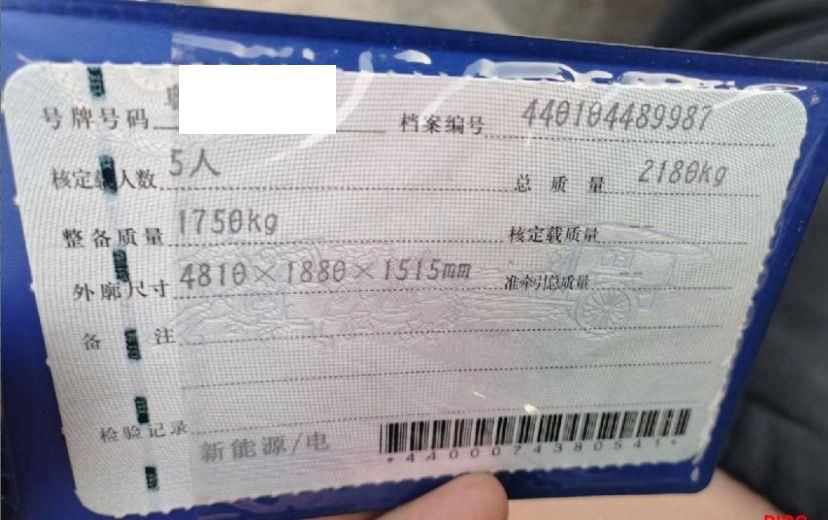 号牌号码 档案编号 440104489987
核定载人数 5人 总质量 2180kg
整备质量 1750kg 核定载质量 --
外廓尺寸 4810×1880×1515mm 准牵引总质量 --
备注
检验记录 新能源/电
*4400074380541*